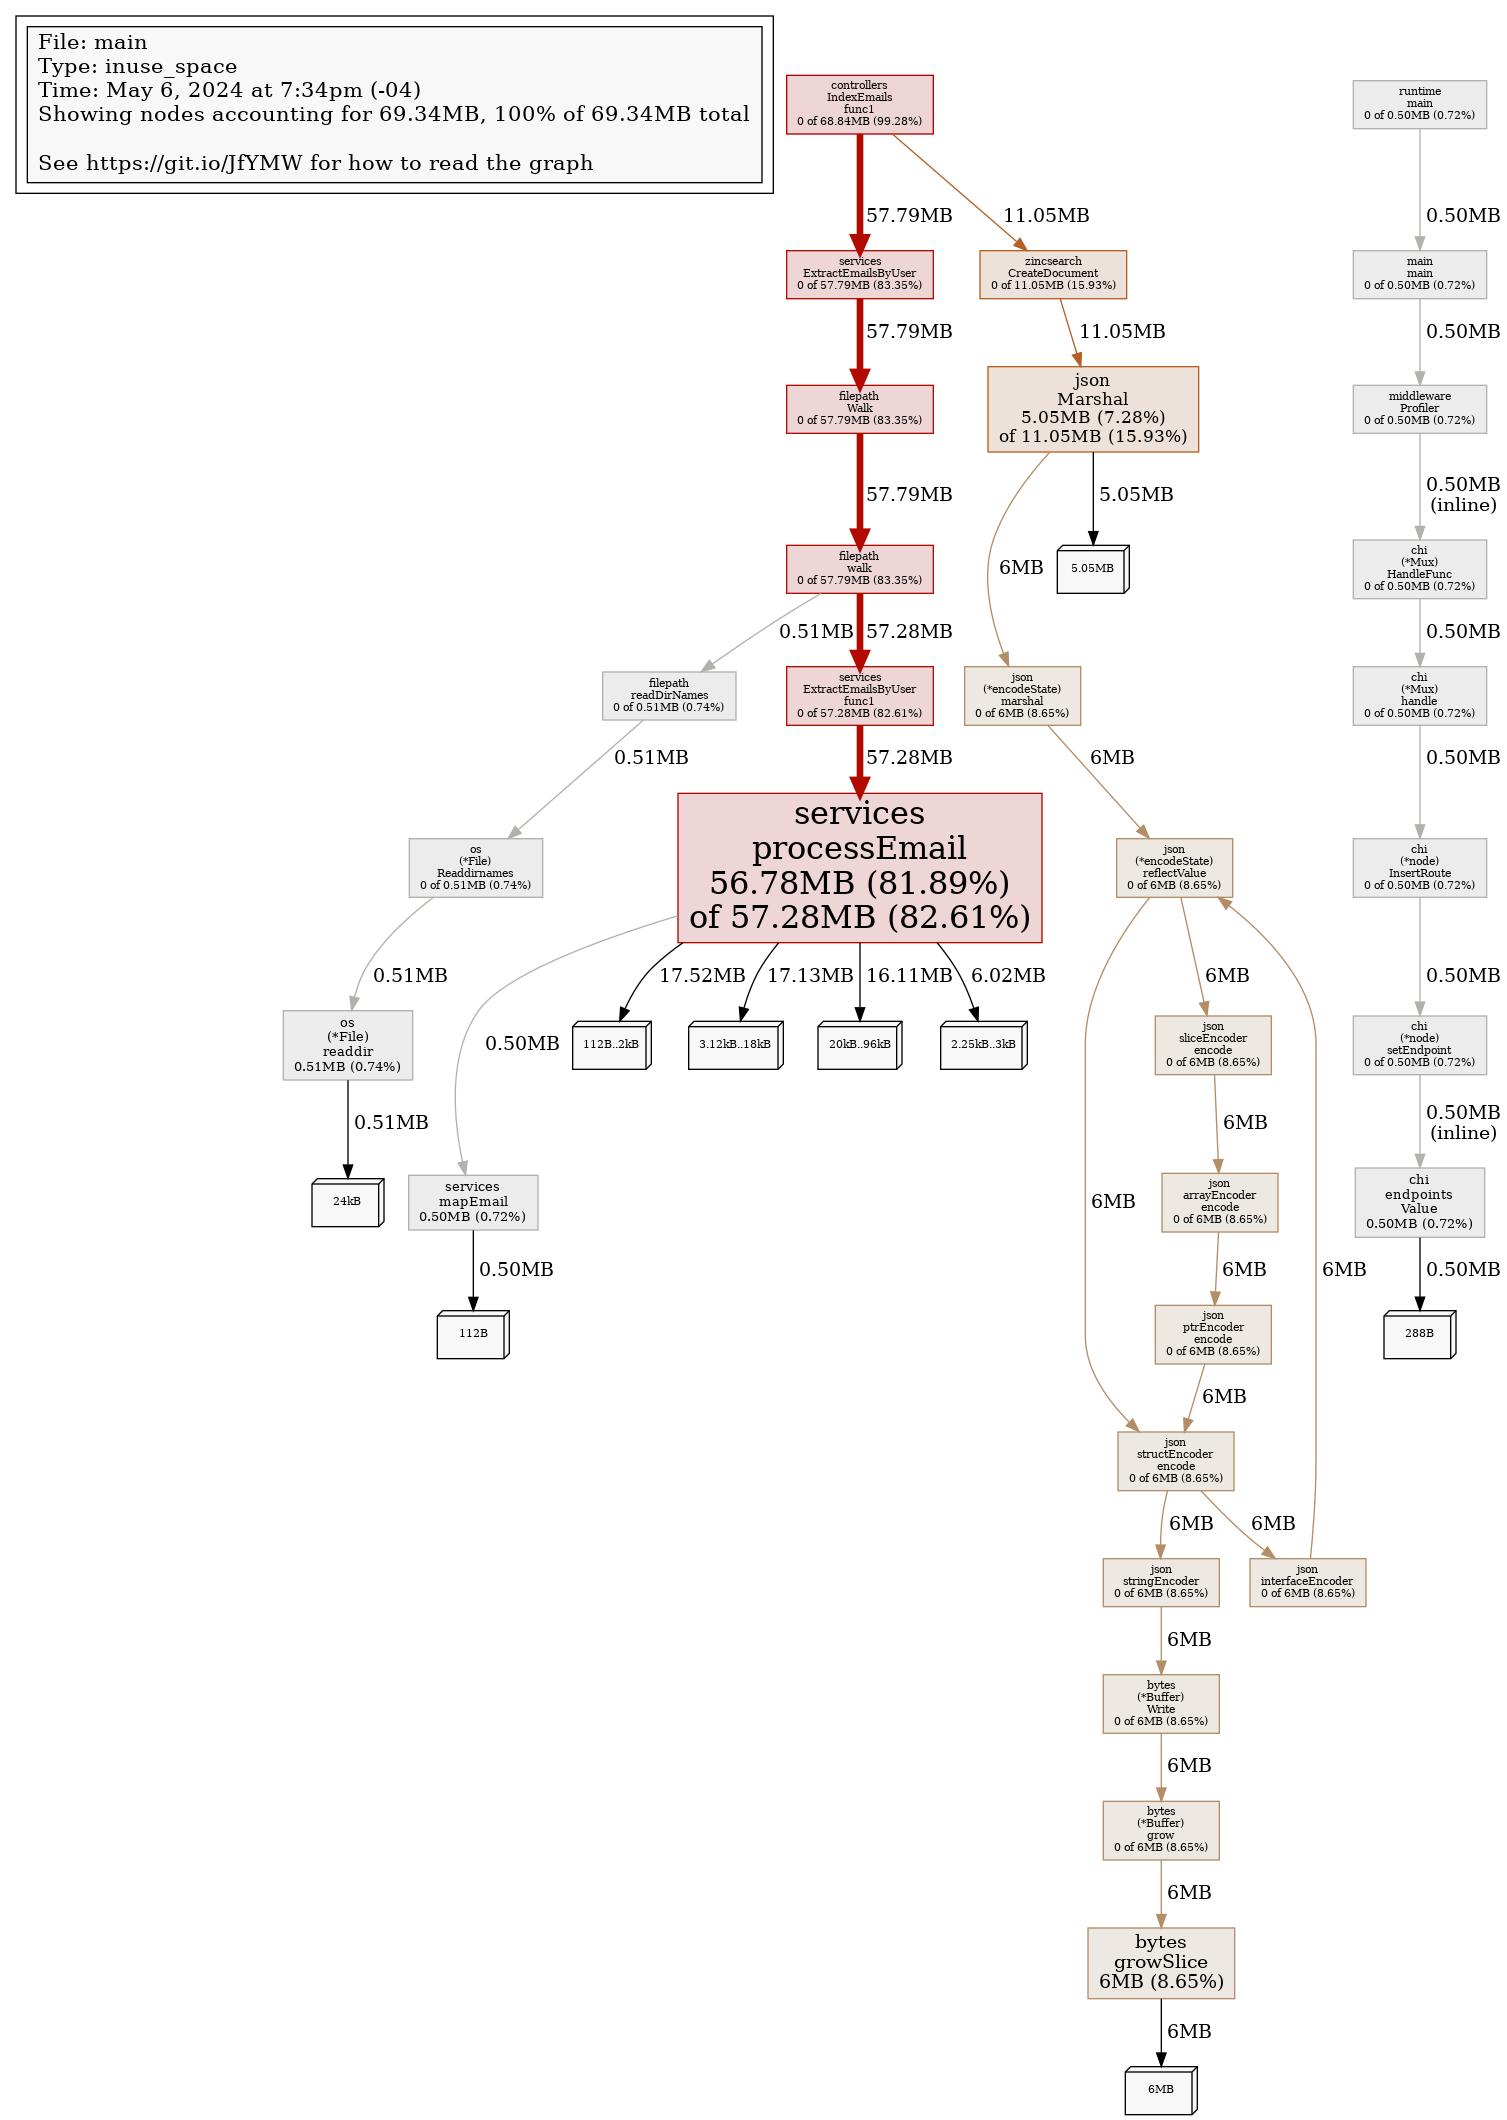 File: main
Type: inuse_space
Time: May 6, 2024 at 7:34pm (-04)
Showing nodes accounting for 69.34MB, 100% of 69.34MB total
See https://git.io/JfYMW for how to read the graph
controllers
IndexEmails
func1
0 of 68.84MB (99.28%)
runtime
main
0 of 0.50MB (0.72%)
57.79MB
11.05MB
0.50MB
services
ExtractEmailsByUser
0 of 57.79MB (83.35%)
zincsearch
CreateDocument
0 of 11.05MB (15.93%)
main
main
0 of 0.50MB (0.72%)
57.79MB
11.05MB
0.50MB
filepath
Walk
0 of 57.79MB (83.35%)
json
Marshal
5.05MB (7.28%)
of 11.05MB (15.93%)
middleware
Profiler
0 of 0.50MB (0.72%)
57.79MB
5.05MB
0.50MB
(inline)
filepath
walk
0 of 57.79MB (83.35%)
6MB
5.05MB
chi
(*Mux)
HandleFunc
0 of 0.50MB (0.72%)
0.51MB
57.28MB
0.50MB
filepath
readDirNames
0 of 0.51MB (0.74%)
services
ExtractEmailsByUser
func1
0 of 57.28MB (82.61%)
json
(*encodeState)
marshal
0 of 6MB (8.65%)
chi
(*Mux)
handle
0 of 0.50MB (0.72%)
0.51MB
57.28MB
6MB
0.50MB
os
(*File)
Readdirnames
0 of 0.51MB (0.74%)
services
processEmail
56.78MB (81.89%)
of 57.28MB (82.61%)
json
(*encodeState)
reflectValue
0 of 6MB (8.65%)
chi
(*node)
InsertRoute
0 of 0.50MB (0.72%)
0.51MB
17.52MB
17.13MB
16.11MB
6.02MB
6MB
0.50MB
os
(*File)
readdir
0.51MB (0.74%)
0.50MB
112B..2kB
3.12kB..18kB
20kB..96kB
2.25kB..3kB
json
sliceEncoder
encode
0 of 6MB (8.65%)
chi
(*node)
setEndpoint
0 of 0.50MB (0.72%)
0.51MB
6MB
0.50MB
(inline)
24kB
services
mapEmail
0.50MB (0.72%)
6MB
json
arrayEncoder
encode
0 of 6MB (8.65%)
chi
endpoints
Value
0.50MB (0.72%)
0.50MB
6MB
6MB
0.50MB
112B
json
ptrEncoder
encode
0 of 6MB (8.65%)
288B
6MB
json
structEncoder
encode
0 of 6MB (8.65%)
6MB
6MB
json
stringEncoder
0 of 6MB (8.65%)
json
interfaceEncoder
0 of 6MB (8.65%)
6MB
bytes
(*Buffer)
Write
0 of 6MB (8.65%)
6MB
bytes
(*Buffer)
grow
0 of 6MB (8.65%)
6MB
bytes
growSlice
6MB (8.65%)
6MB
6MB